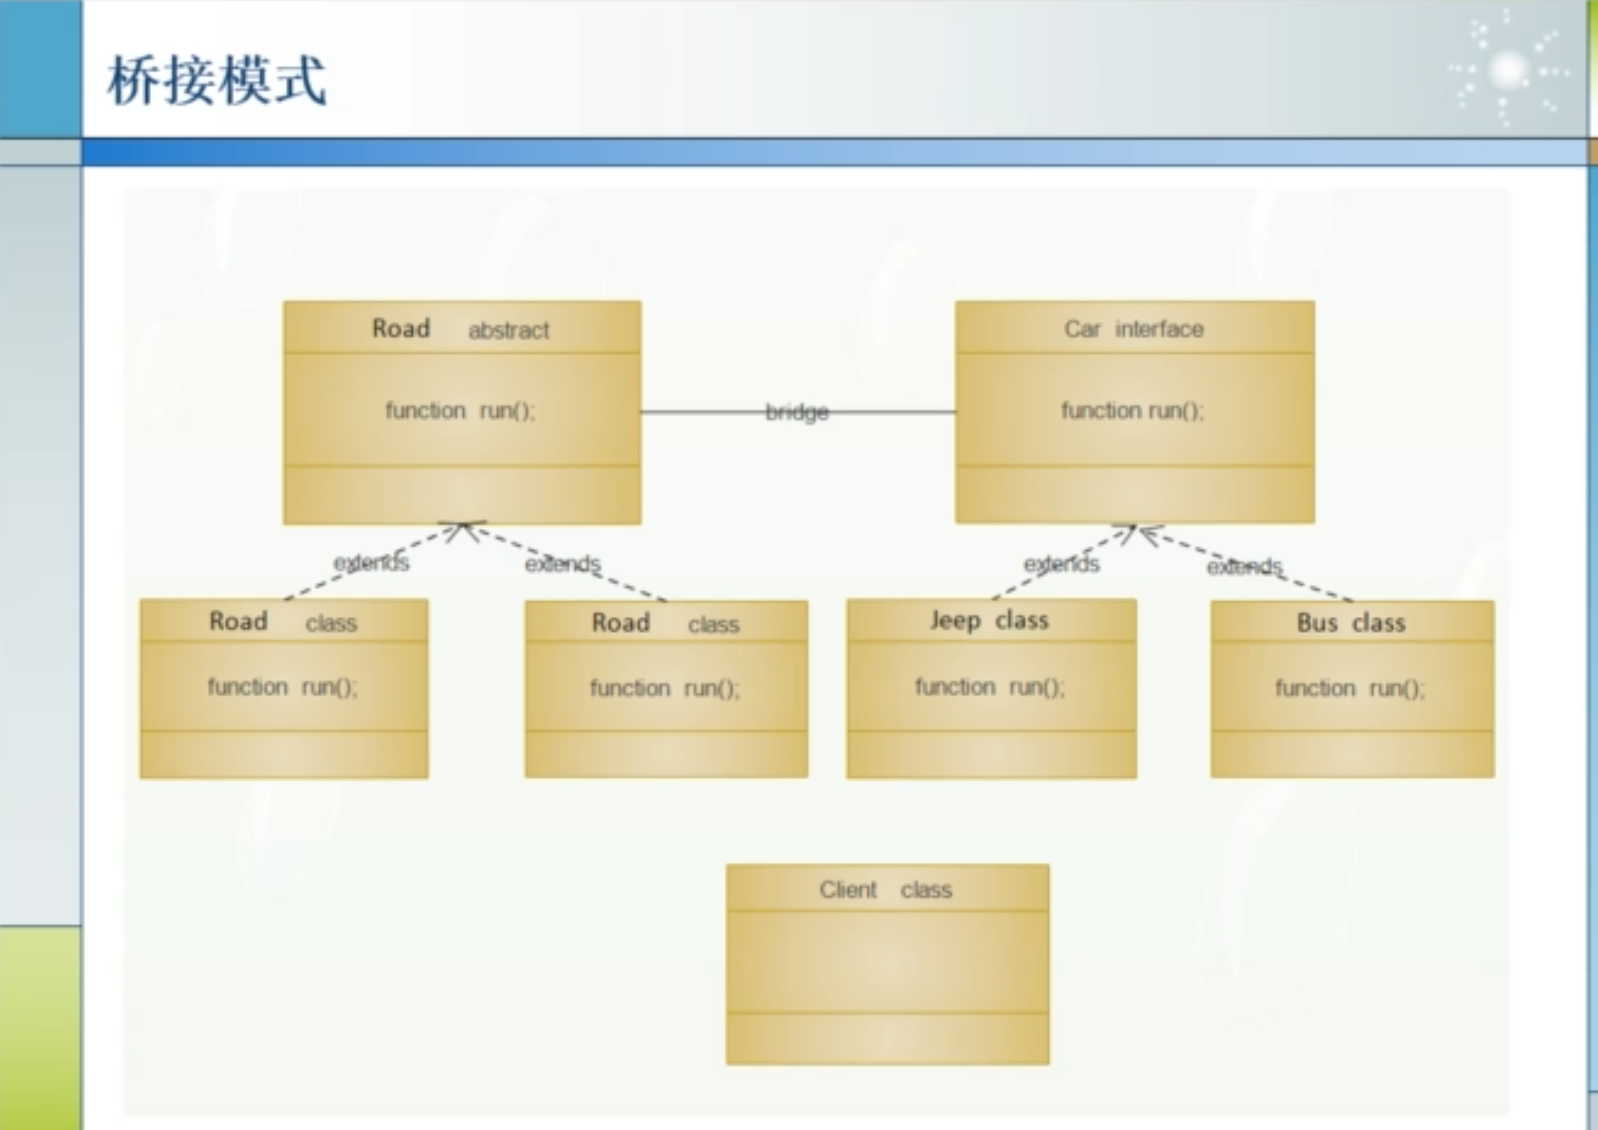 桥接模式
Road abstract
function run();
bridge
Car interface
function run();
extends
extends
extends
extends
Road class
function run();
Road class
function run();
Jeep class
function run();
Bus class
function run();
Client class